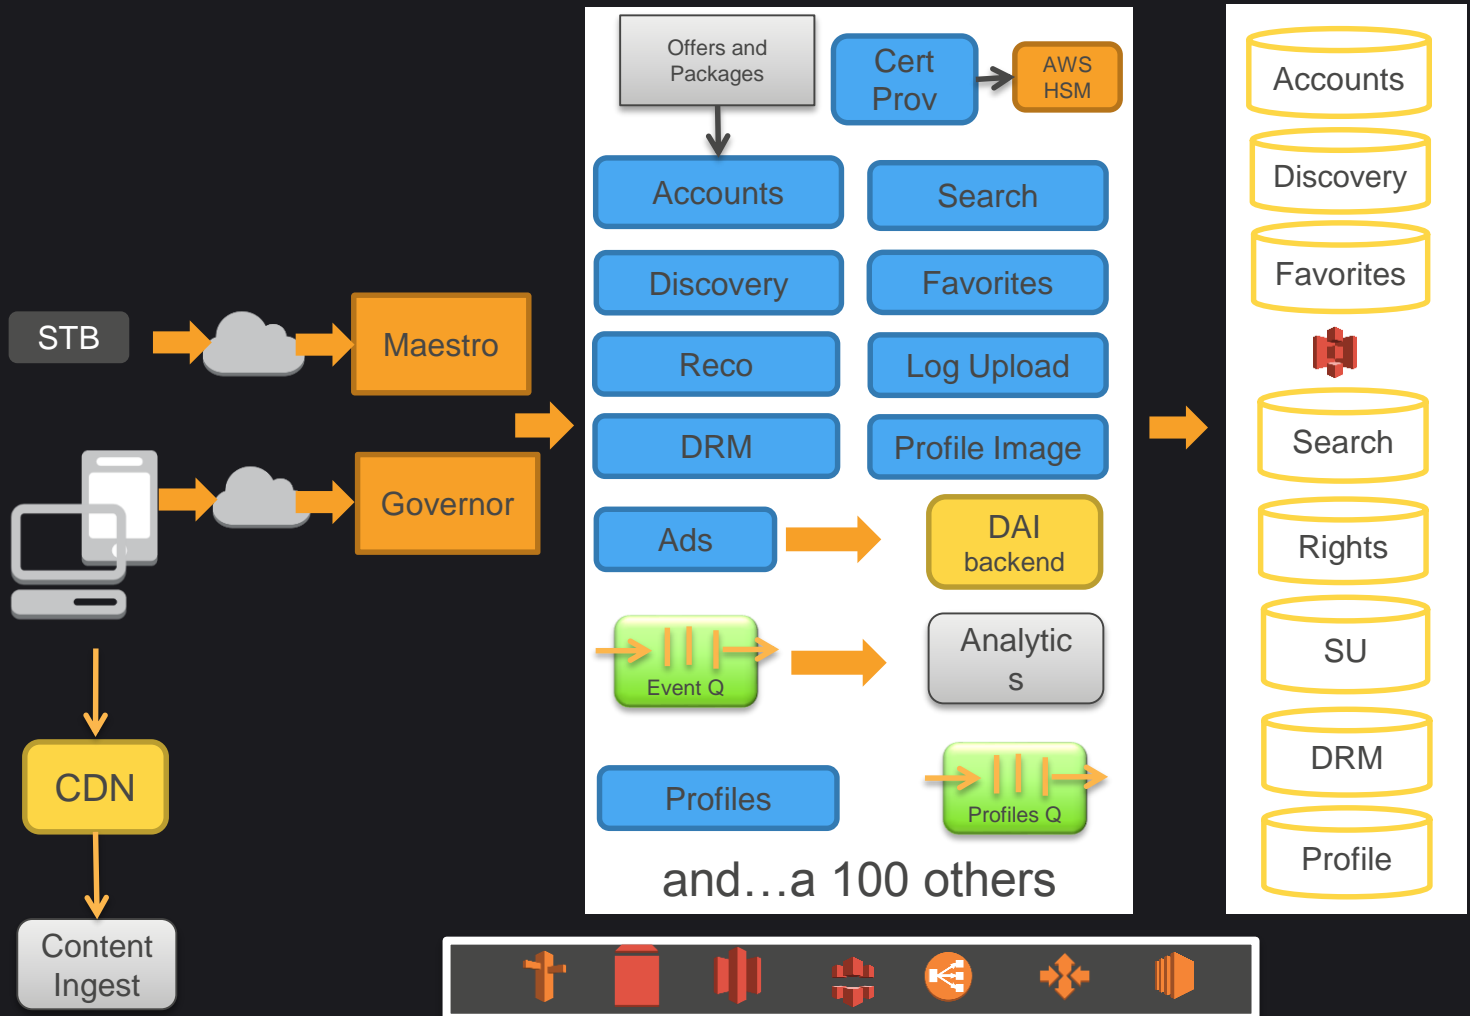 STB
Maestro
Governor
CDN
Content
Ingest
Offers and
Packages
Cert
Prov
AWS
HSM
Accounts
Search
Discovery
Favorites
Reco
Log Upload
DRM
Profile Image
Ads
DAI
backend
Event Q
Analytic
s
Profiles
Profiles Q
and…a 100 others
Accounts
Discovery
Favorites
Search
Rights
SU
DRM
Profile